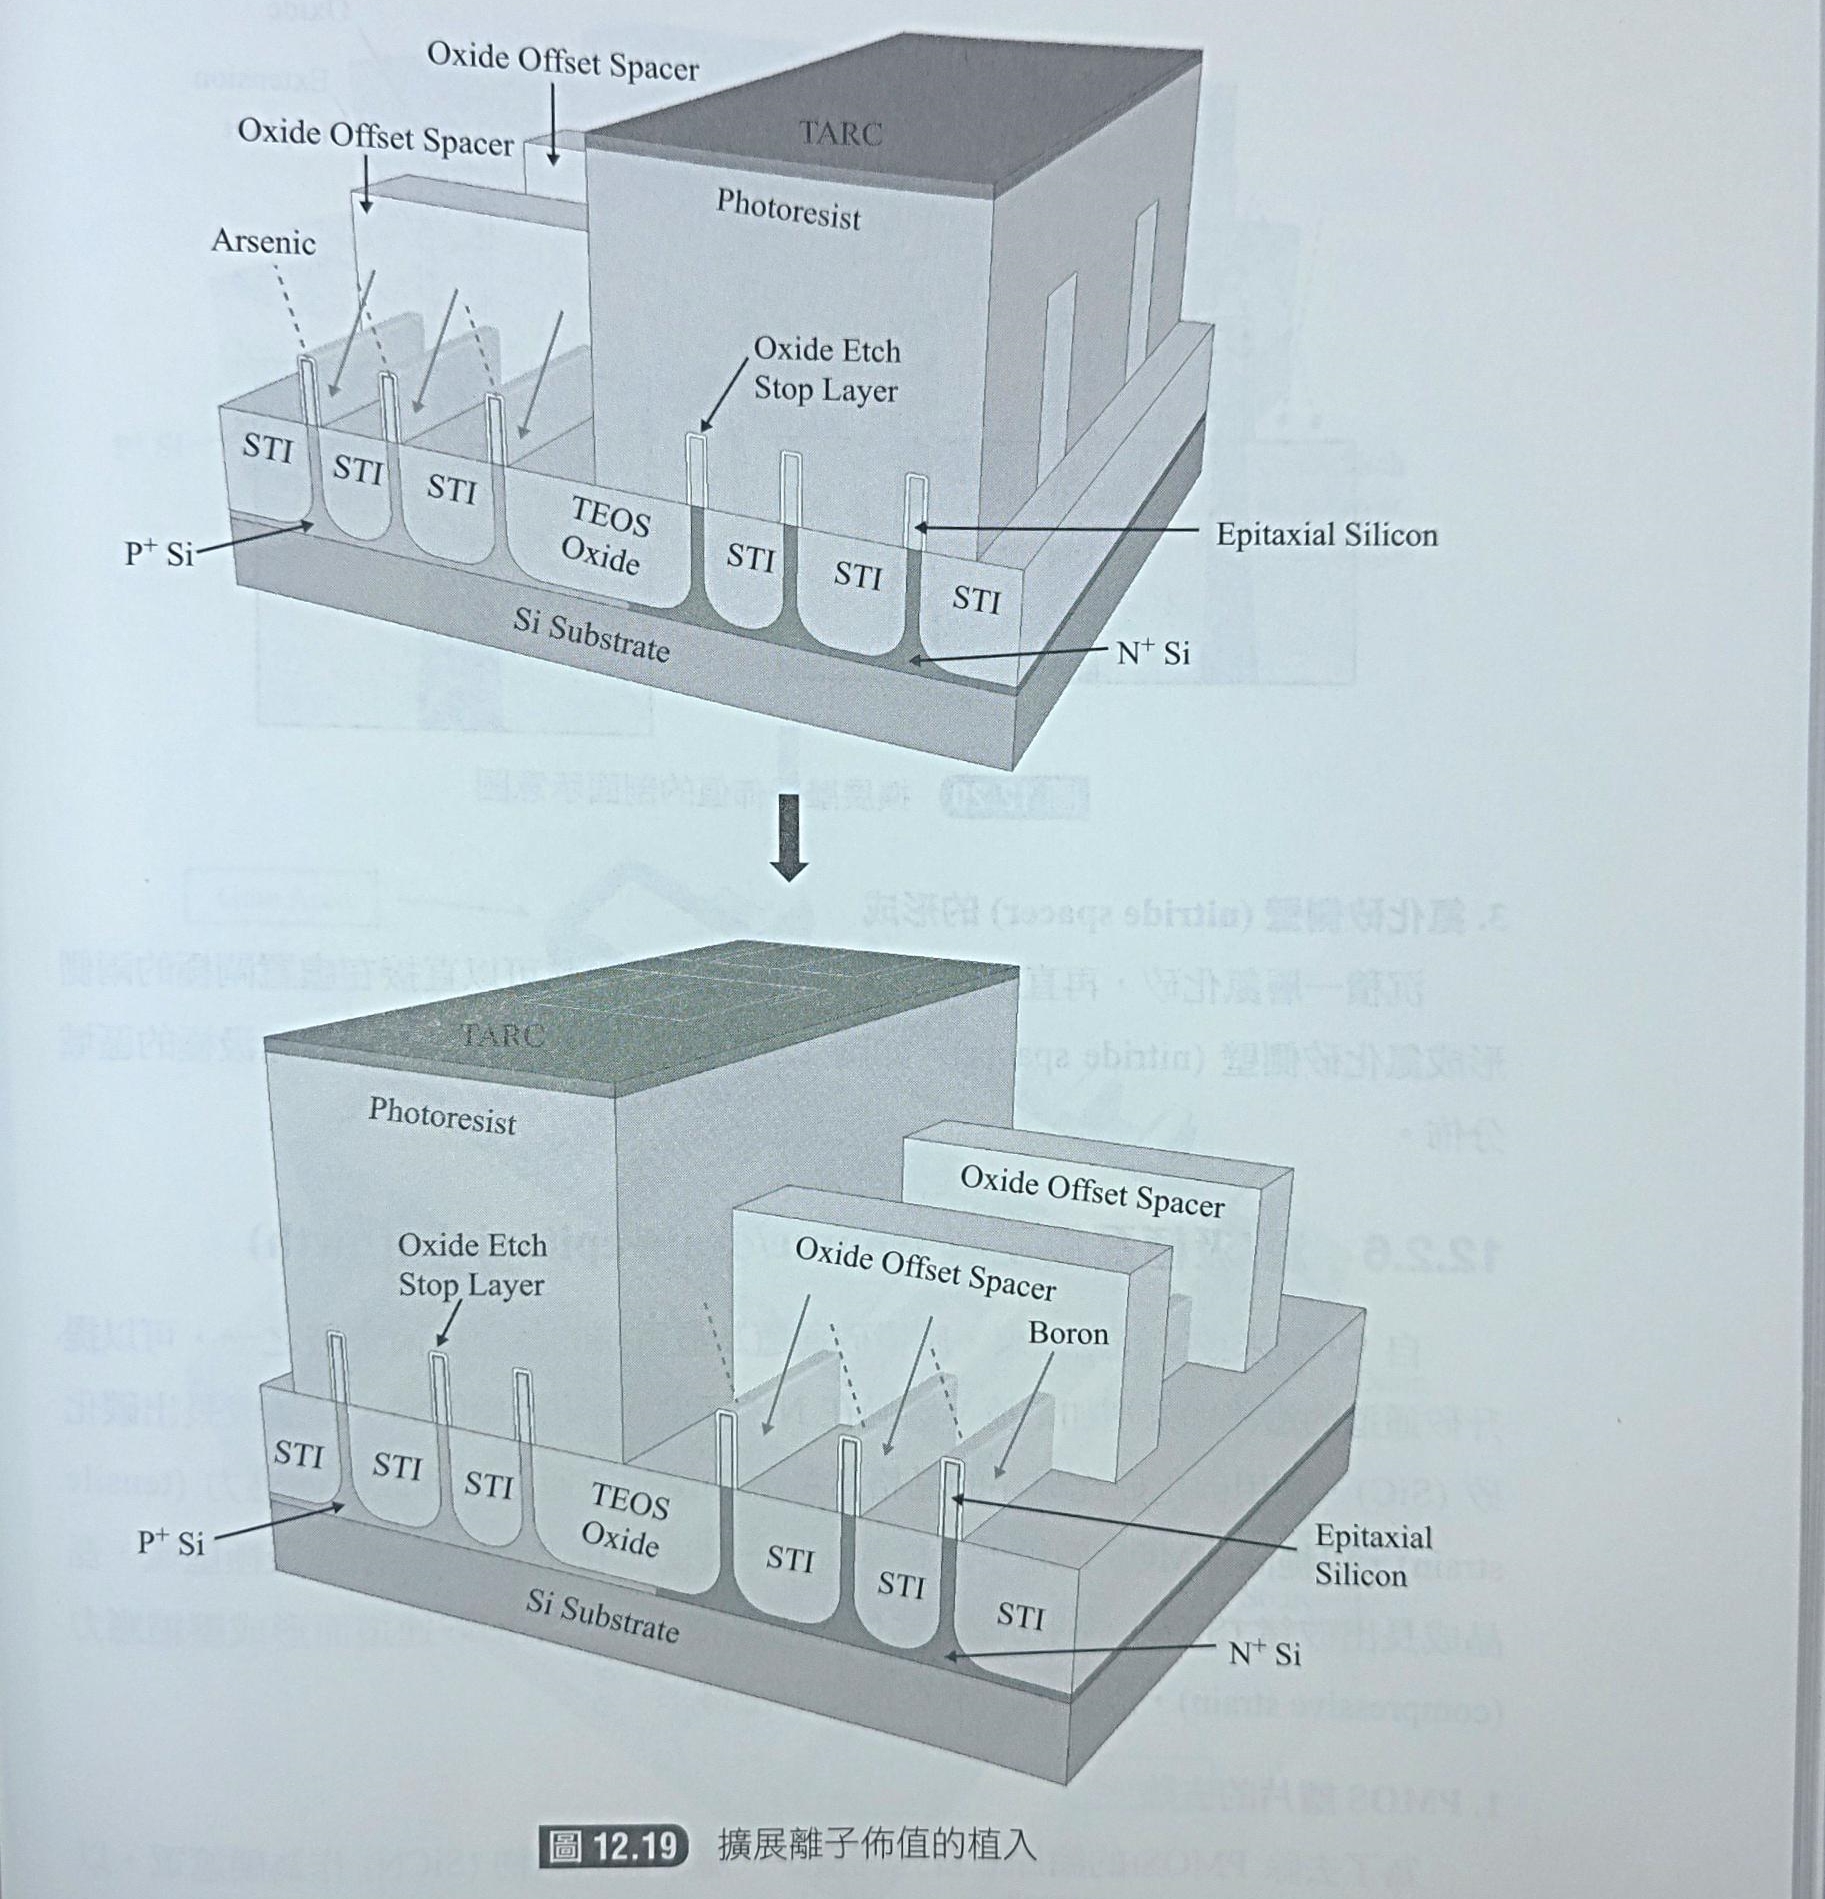 Oxide Offset Spacer
Oxide Offset Spacer
TARC
Photoresist
Arsenic
Oxide Etch
Stop Layer
STI
STI
STI
TEOS
Oxide
STI
STI
STI
Epitaxial Silicon
P⁺ Si
Si Substrate
N⁺ Si
TARC
Photoresist
Oxide Offset Spacer
Oxide Offset Spacer
Oxide Etch
Stop Layer
Boron
STI
STI
STI
TEOS
Oxide
STI
STI
STI
Epitaxial
Silicon
P⁺ Si
Si Substrate
N⁺ Si
圖 12.19 擴展離子佈值的植入